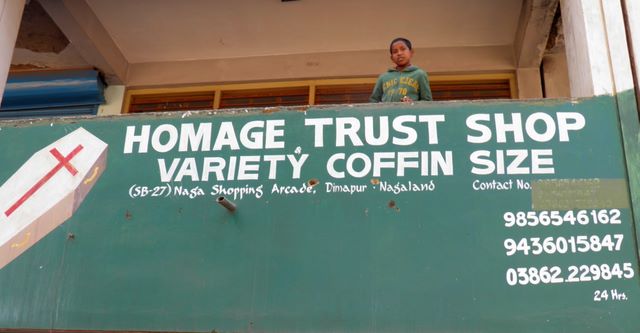 HOMAGE TRUST SHOP
& VARIETY COFFIN SIZE
(SB-27) Naga Shopping Arcade, Dimapur · Nagaland Contact No.
9856546162
9436015847
03862.229845
24 Hrs.